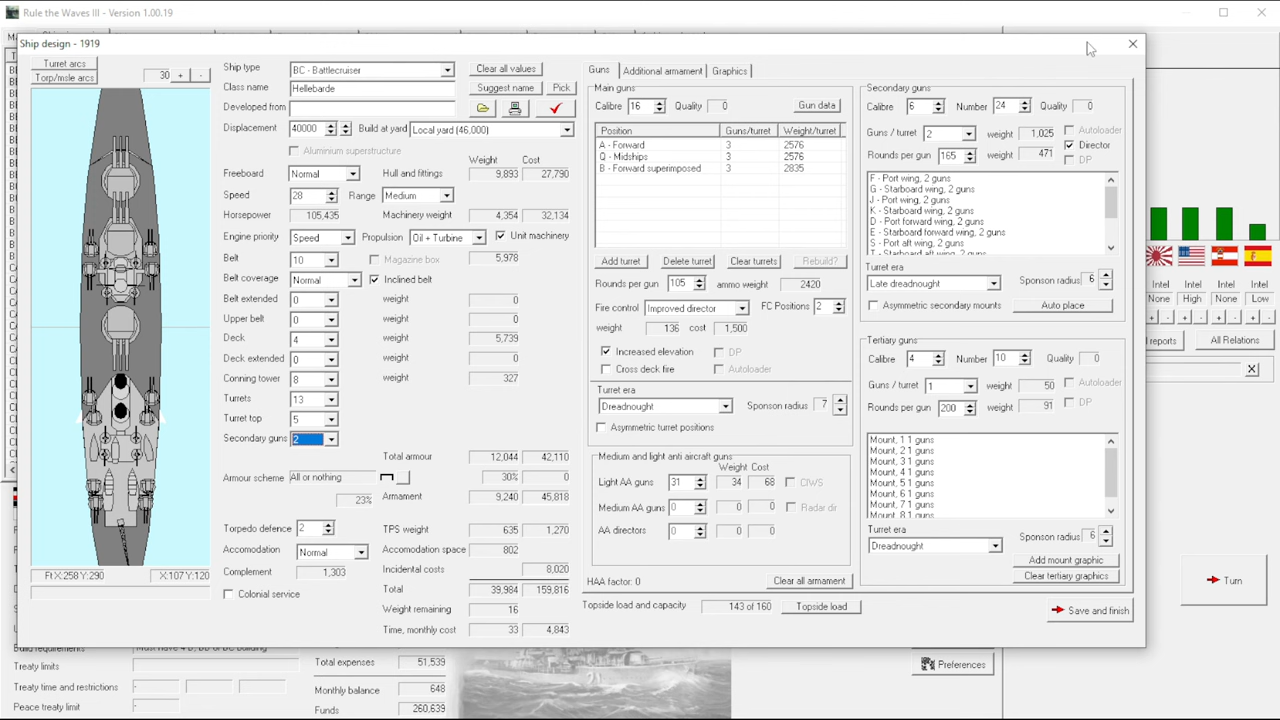 Rule the Waves III - Version 1.00.19
Ship design - 1919
Turret arcs
Torp/msle arcs
30 + -
Ft X:258 Y:290 X:107 Y:120
Ship type BC - Battlecruiser Clear all values
Class name Hellebarde Suggest name Pick
Developed from
Displacement 40000 Build at yard Local yard (46,000)
Aluminium superstructure
Weight Cost
Freeboard Normal Hull and fittings 9,893 27,790
Speed 28 Range Medium
Horsepower 105,435 Machinery weight 4,354 32,134
Engine priority Speed Propulsion Oil + Turbine Unit machinery
Belt 10 Magazine box 5,978
Belt coverage Normal Inclined belt
Belt extended 0 weight 0
Upper belt 0 weight 0
Deck 4 5,739
Deck extended 0 weight 0
Conning tower 8 weight 327
Turrets 13
Turret top 5
Secondary guns 2
Total armour 12,044 42,110
Armour scheme All or nothing 30% 0
23% Armament 9,240 45,818
Torpedo defence 2 TPS weight 635 1,270
Accomodation Normal Accomodation space 802
Complement 1,303 Incidental costs 8,020
Colonial service Total 39,984 159,816
Weight remaining 16
Time, monthly cost 33 4,843
Guns Additional armament Graphics
Main guns
Calibre 16 Quality 0 Gun data
Position Guns/turret Weight/turret
A - Forward 3 2576
Q - Midships 3 2576
B - Forward superimposed 3 2835
Add turret Delete turret Clear turrets Rebuild?
Rounds per gun 105 ammo weight 2420
Fire control Improved director FC Positions 2
weight 136 cost 1,500
Increased elevation DP
Cross deck fire Autoloader
Turret era
Dreadnought Sponson radius 7
Asymmetric turret positions
Medium and light anti aircraft guns
Weight Cost
Light AA guns 31 34 68 CIWS
Medium AA guns 0 0 0 Radar dir
AA directors 0 0 0
HAA factor: 0 Clear all armament
Topside load and capacity 143 of 160 Topside load
Secondary guns
Calibre 6 Number 24 Quality 0
Guns / turret 2 weight 1,025 Autoloader
Director
Rounds per gun 165 weight 471 DP
F - Port wing, 2 guns
G - Starboard wing, 2 guns
J - Port wing, 2 guns
K - Starboard wing, 2 guns
D - Port forward wing, 2 guns
E - Starboard forward wing, 2 guns
S - Port aft wing, 2 guns
T - Starboard aft wing, 2 guns
Turret era
Late dreadnought Sponson radius 6
Asymmetric secondary mounts Auto place
Tertiary guns
Calibre 4 Number 10 Quality 0
Guns / turret 1 weight 50 Autoloader
Rounds per gun 200 weight 91 DP
Mount, 1 1 guns
Mount, 2 1 guns
Mount, 3 1 guns
Mount, 4 1 guns
Mount, 5 1 guns
Mount, 6 1 guns
Mount, 7 1 guns
Mount, 8 1 guns
Turret era
Dreadnought Sponson radius 6
Add mount graphic
Clear tertiary graphics
Save and finish
Intel Intel Intel Intel
None High None Low
+ - + - + - + -
reports All Relations
Turn
Preferences
Build requirements Must have 4 B, BB or BC building
Treaty limits
Treaty time and restrictions
Peace treaty limit
Total expenses 51,539
Monthly balance 648
Funds 260,639